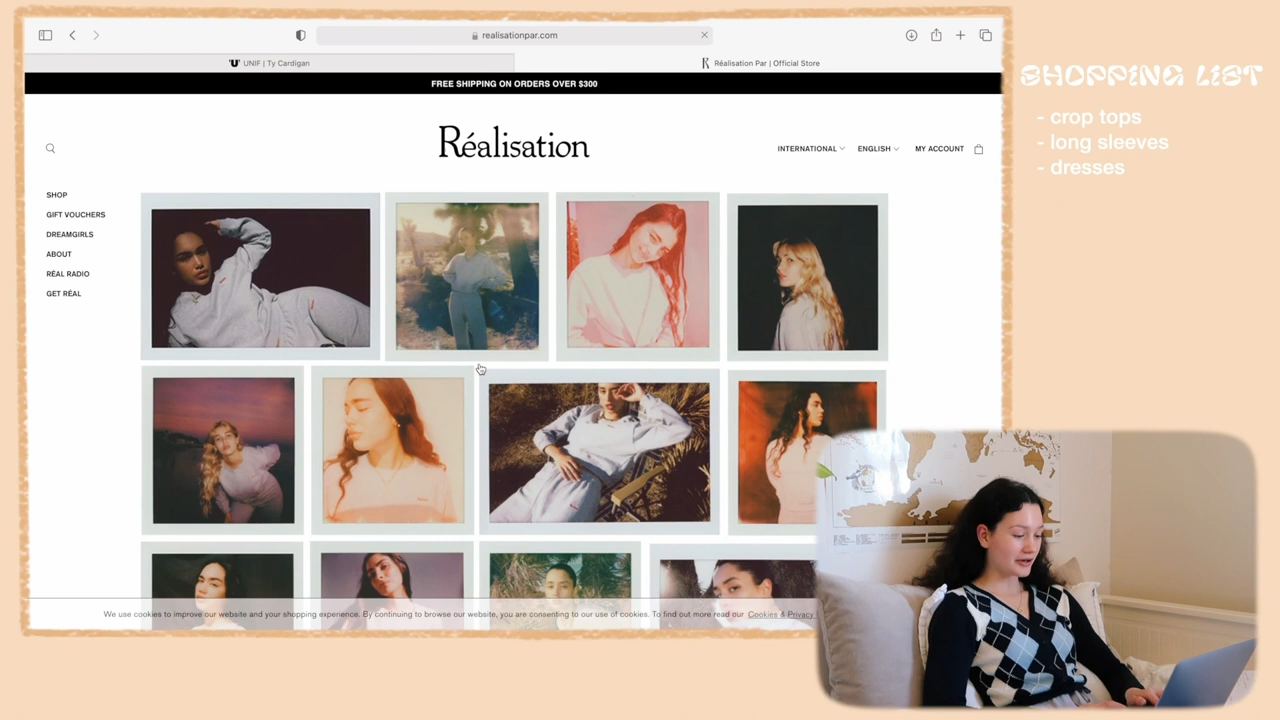 realisationpar.com
UNIF | Ty Cardigan
Réalisation Par | Official Store
FREE SHIPPING ON ORDERS OVER $300
Réalisation
INTERNATIONAL
ENGLISH
MY ACCOUNT
SHOP
GIFT VOUCHERS
DREAMGIRLS
ABOUT
RÉAL RADIO
GET RÉAL
We use cookies to improve our website and your shopping experience. By continuing to browse our website, you are consenting to our use of cookies. To find out more read our Cookies & Privacy
SHOPPING LIST
- crop tops
- long sleeves
- dresses